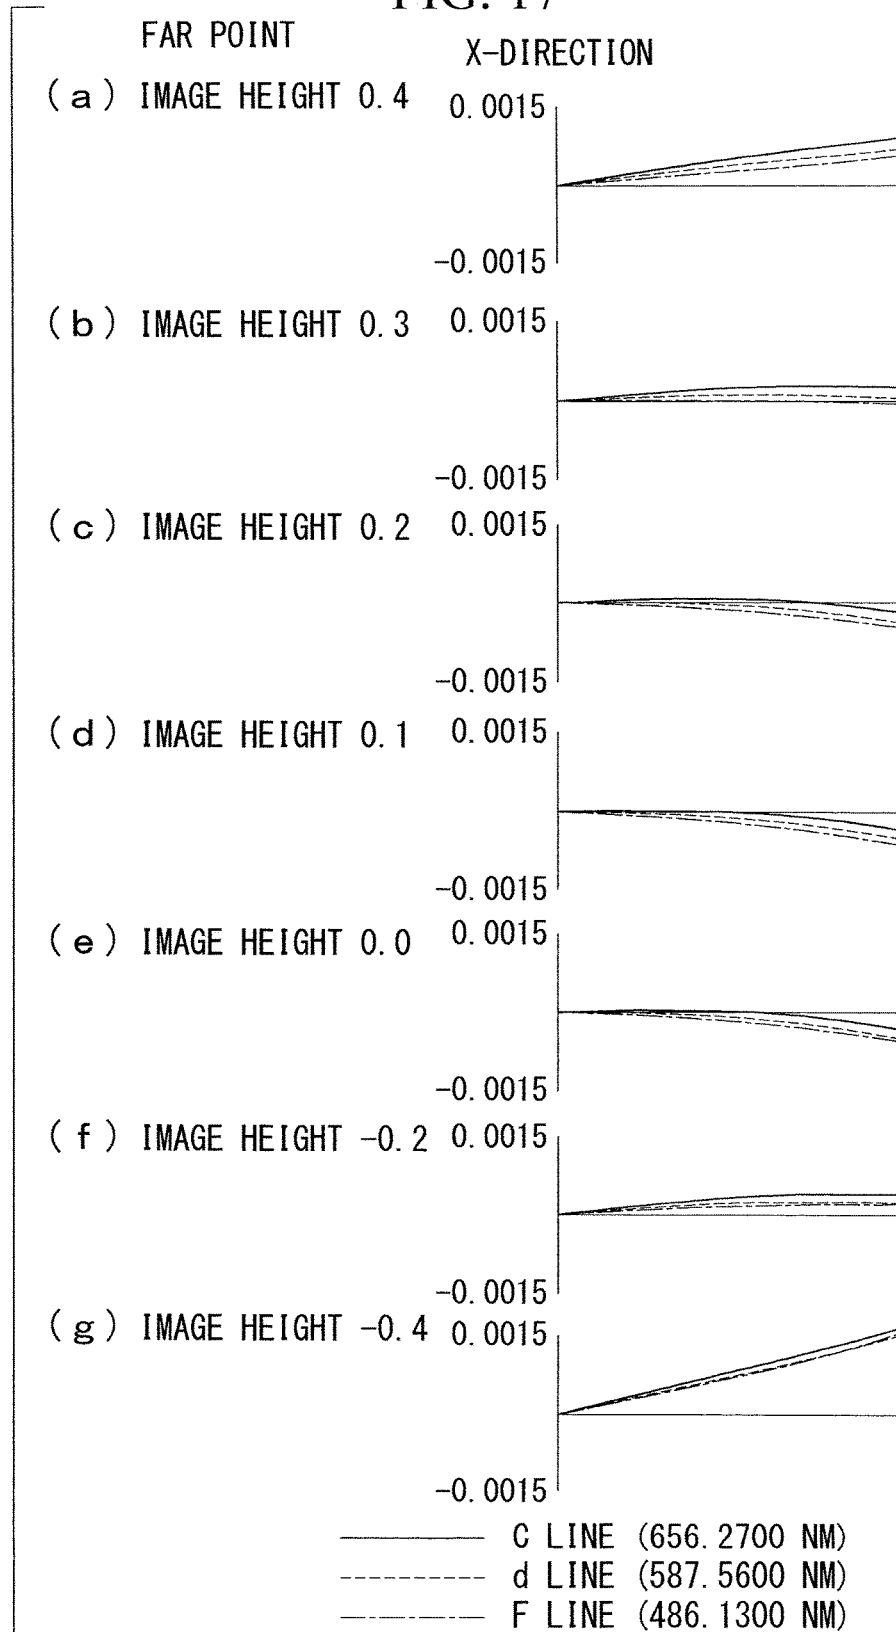 FIG. 17
FAR POINT
X-DIRECTION
(a) IMAGE HEIGHT 0.4
0.0015
-0.0015
(b) IMAGE HEIGHT 0.3
0.0015
-0.0015
(c) IMAGE HEIGHT 0.2
0.0015
-0.0015
(d) IMAGE HEIGHT 0.1
0.0015
-0.0015
(e) IMAGE HEIGHT 0.0
0.0015
-0.0015
(f) IMAGE HEIGHT -0.2
0.0015
-0.0015
(g) IMAGE HEIGHT -0.4
0.0015
-0.0015
C LINE (656.2700 NM)
d LINE (587.5600 NM)
F LINE (486.1300 NM)